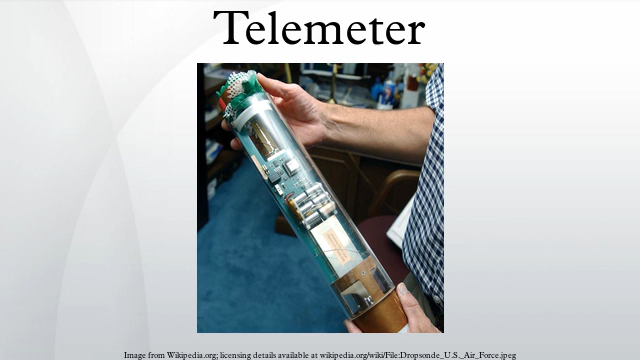 Telemeter
Image from Wikipedia.org; licensing details available at wikipedia.org/wiki/File:Dropsonde_U.S._Air_Force.jpeg